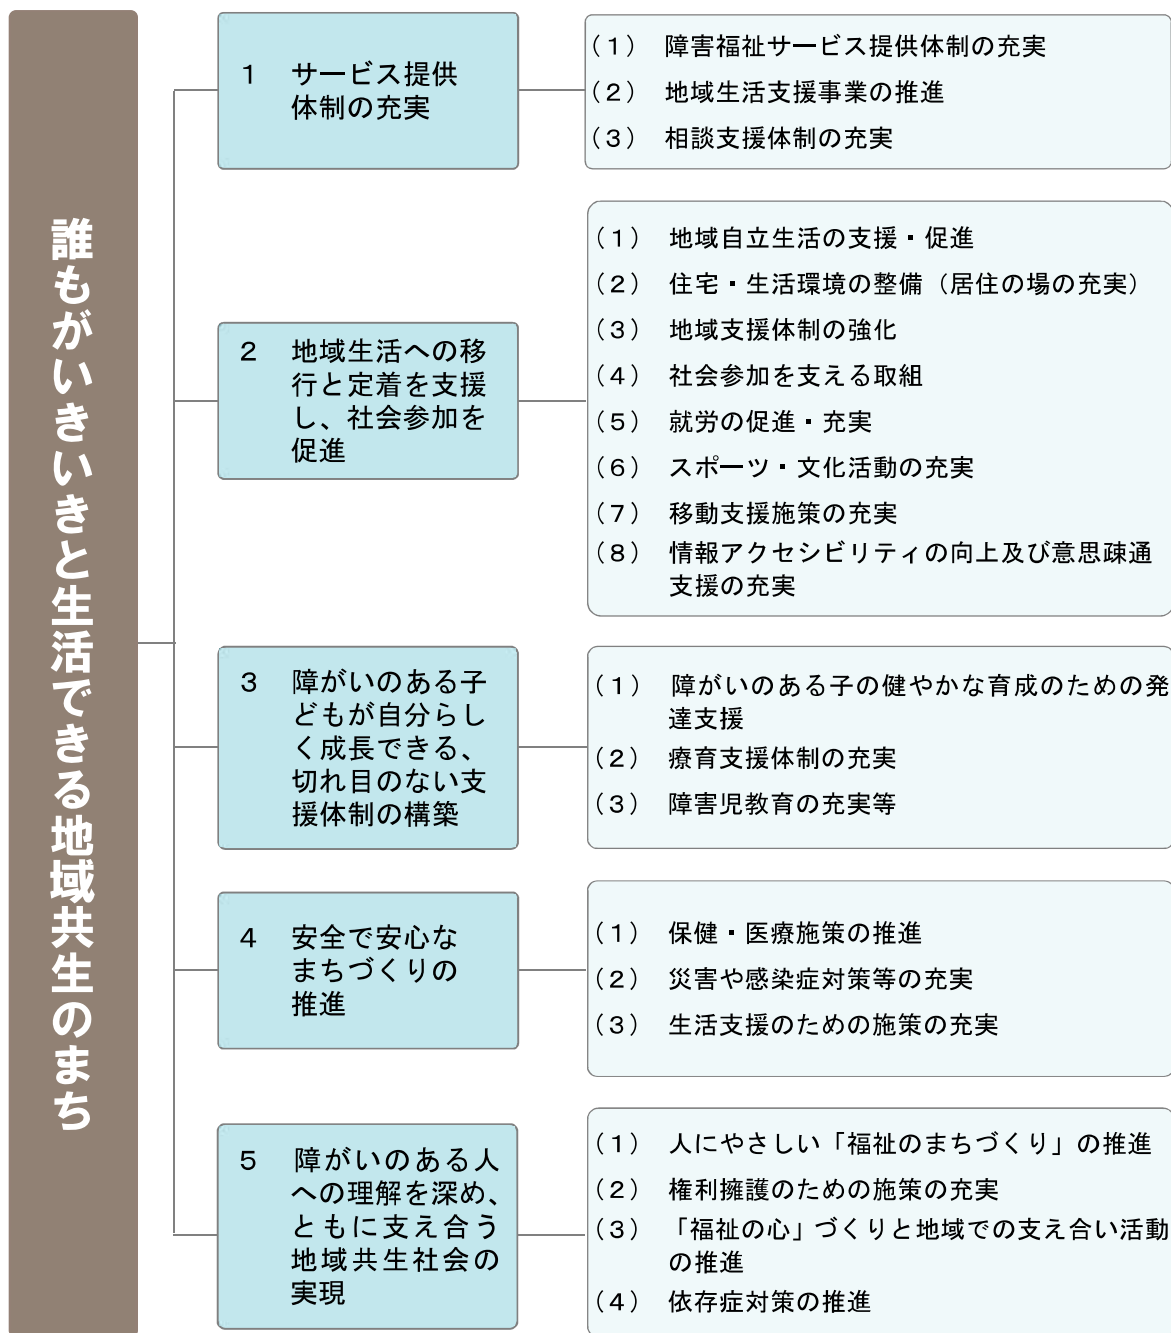 誰もがいきいきと生活できる地域共生のまち
1 サービス提供
体制の充実
(1) 障害福祉サービス提供体制の充実
(2) 地域生活支援事業の推進
(3) 相談支援体制の充実
2 地域生活への移
行と定着を支援
し、社会参加を
促進
(1) 地域自立生活の支援・促進
(2) 住宅・生活環境の整備(居住の場の充実)
(3) 地域支援体制の強化
(4) 社会参加を支える取組
(5) 就労の促進・充実
(6) スポーツ・文化活動の充実
(7) 移動支援施策の充実
(8) 情報アクセシビリティの向上及び意思疎通
支援の充実
3 障がいのある子
どもが自分らし
く成長できる、
切れ目のない支
援体制の構築
(1) 障がいのある子の健やかな育成のための発
達支援
(2) 療育支援体制の充実
(3) 障害児教育の充実等
4 安全で安心な
まちづくりの
推進
(1) 保健・医療施策の推進
(2) 災害や感染症対策等の充実
(3) 生活支援のための施策の充実
5 障がいのある人
への理解を深め、
ともに支え合う
地域共生社会の
実現
(1) 人にやさしい「福祉のまちづくり」の推進
(2) 権利擁護のための施策の充実
(3) 「福祉の心」づくりと地域での支え合い活動
の推進
(4) 依存症対策の推進